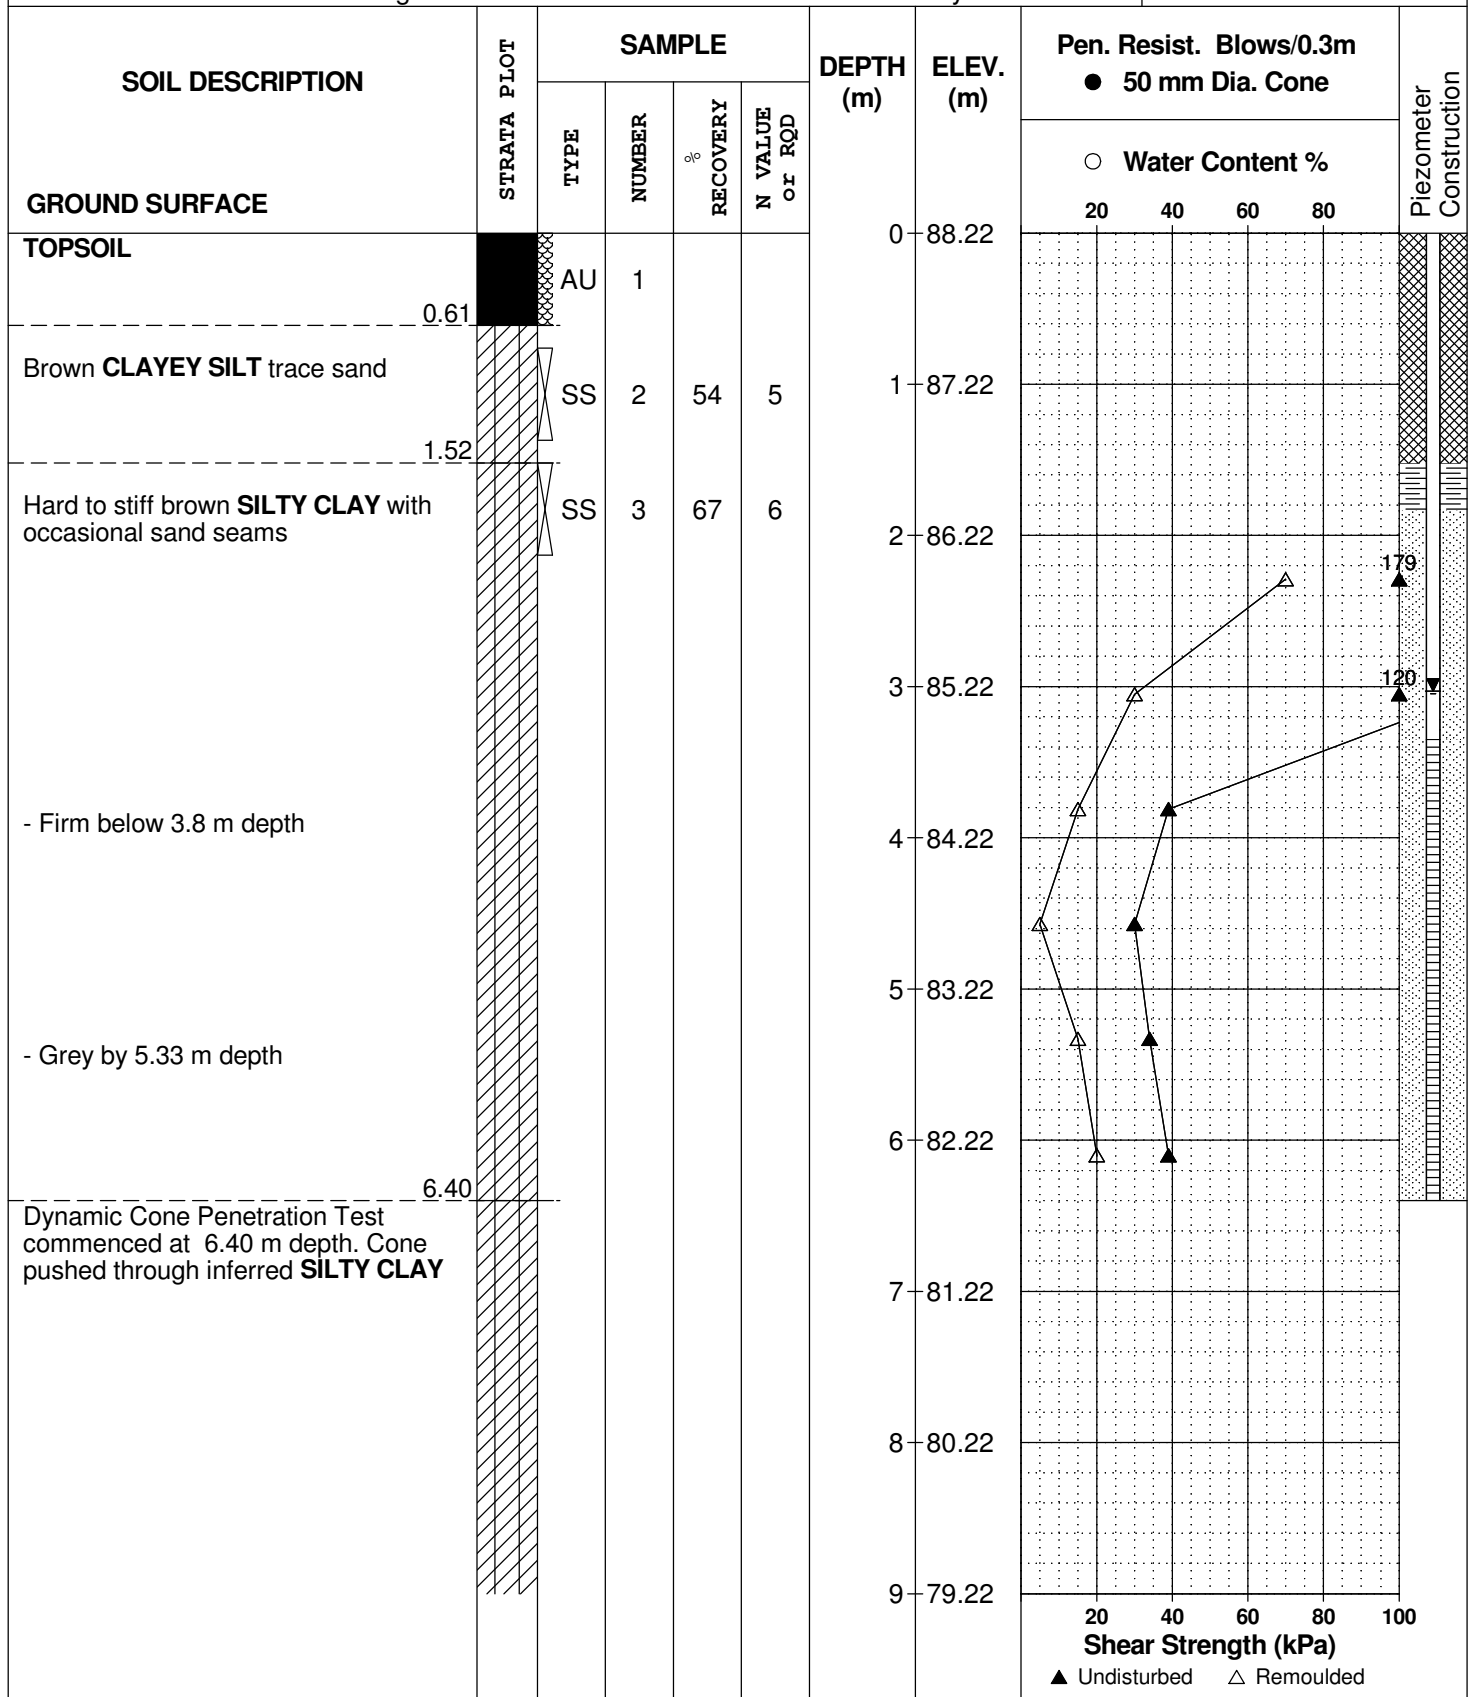 SOIL DESCRIPTION
GROUND SURFACE
STRATA PLOT
SAMPLE
TYPE
NUMBER
% RECOVERY
N VALUE or RQD
DEPTH (m)
ELEV. (m)
Pen. Resist. Blows/0.3m
● 50 mm Dia. Cone
○ Water Content %
20 40 60 80
Piezometer Construction
TOPSOIL
0.61
AU 1
0 88.22
Brown CLAYEY SILT trace sand
SS 2 54 5
1 87.22
1.52
Hard to stiff brown SILTY CLAY with
occasional sand seams
SS 3 67 6
2 86.22
179
3 85.22
120
- Firm below 3.8 m depth
4 84.22
5 83.22
- Grey by 5.33 m depth
6 82.22
6.40
Dynamic Cone Penetration Test
commenced at 6.40 m depth. Cone
pushed through inferred SILTY CLAY
7 81.22
8 80.22
9 79.22
20 40 60 80 100
Shear Strength (kPa)
▲ Undisturbed △ Remoulded